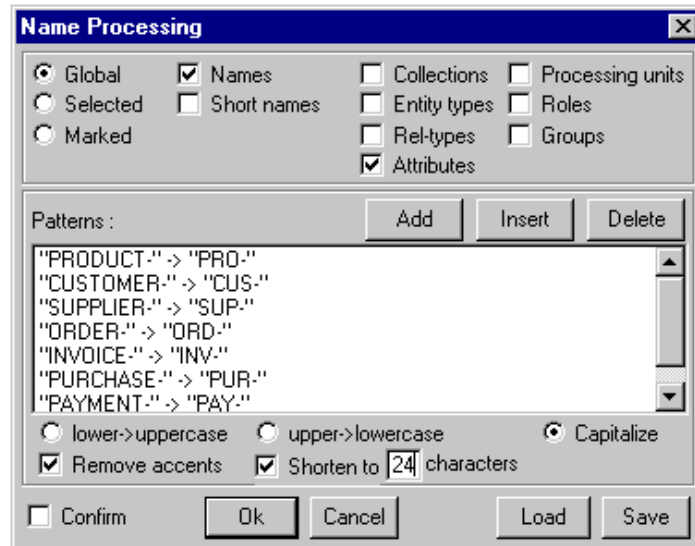 Name Processing
Global Names Collections Processing units
Selected Short names Entity types Roles
Marked Rel-types Groups
Attributes
Patterns : Add Insert Delete
"PRODUCT-" -> "PRO-"
"CUSTOMER-" -> "CUS-"
"SUPPLIER-" -> "SUP-"
"ORDER-" -> "ORD-"
"INVOICE-" -> "INV-"
"PURCHASE-" -> "PUR-"
"PAYMENT-" -> "PAY-"
lower->uppercase upper->lowercase Capitalize
Remove accents Shorten to 24 characters
Confirm Ok Cancel Load Save